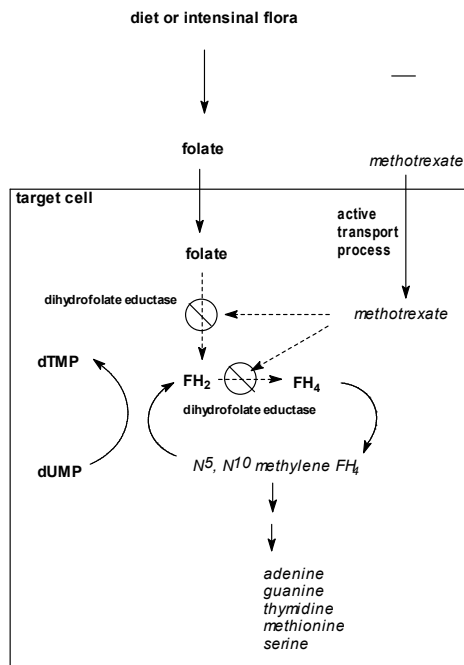 diet or intensinal flora
folate
methotrexate
target cell
active
transport
process
folate
dihydrofolate eductase
methotrexate
dTMP
FH2
FH4
dihydrofolate eductase
dUMP
N5, N10 methylene FH4
adenine
guanine
thymidine
methionine
serine